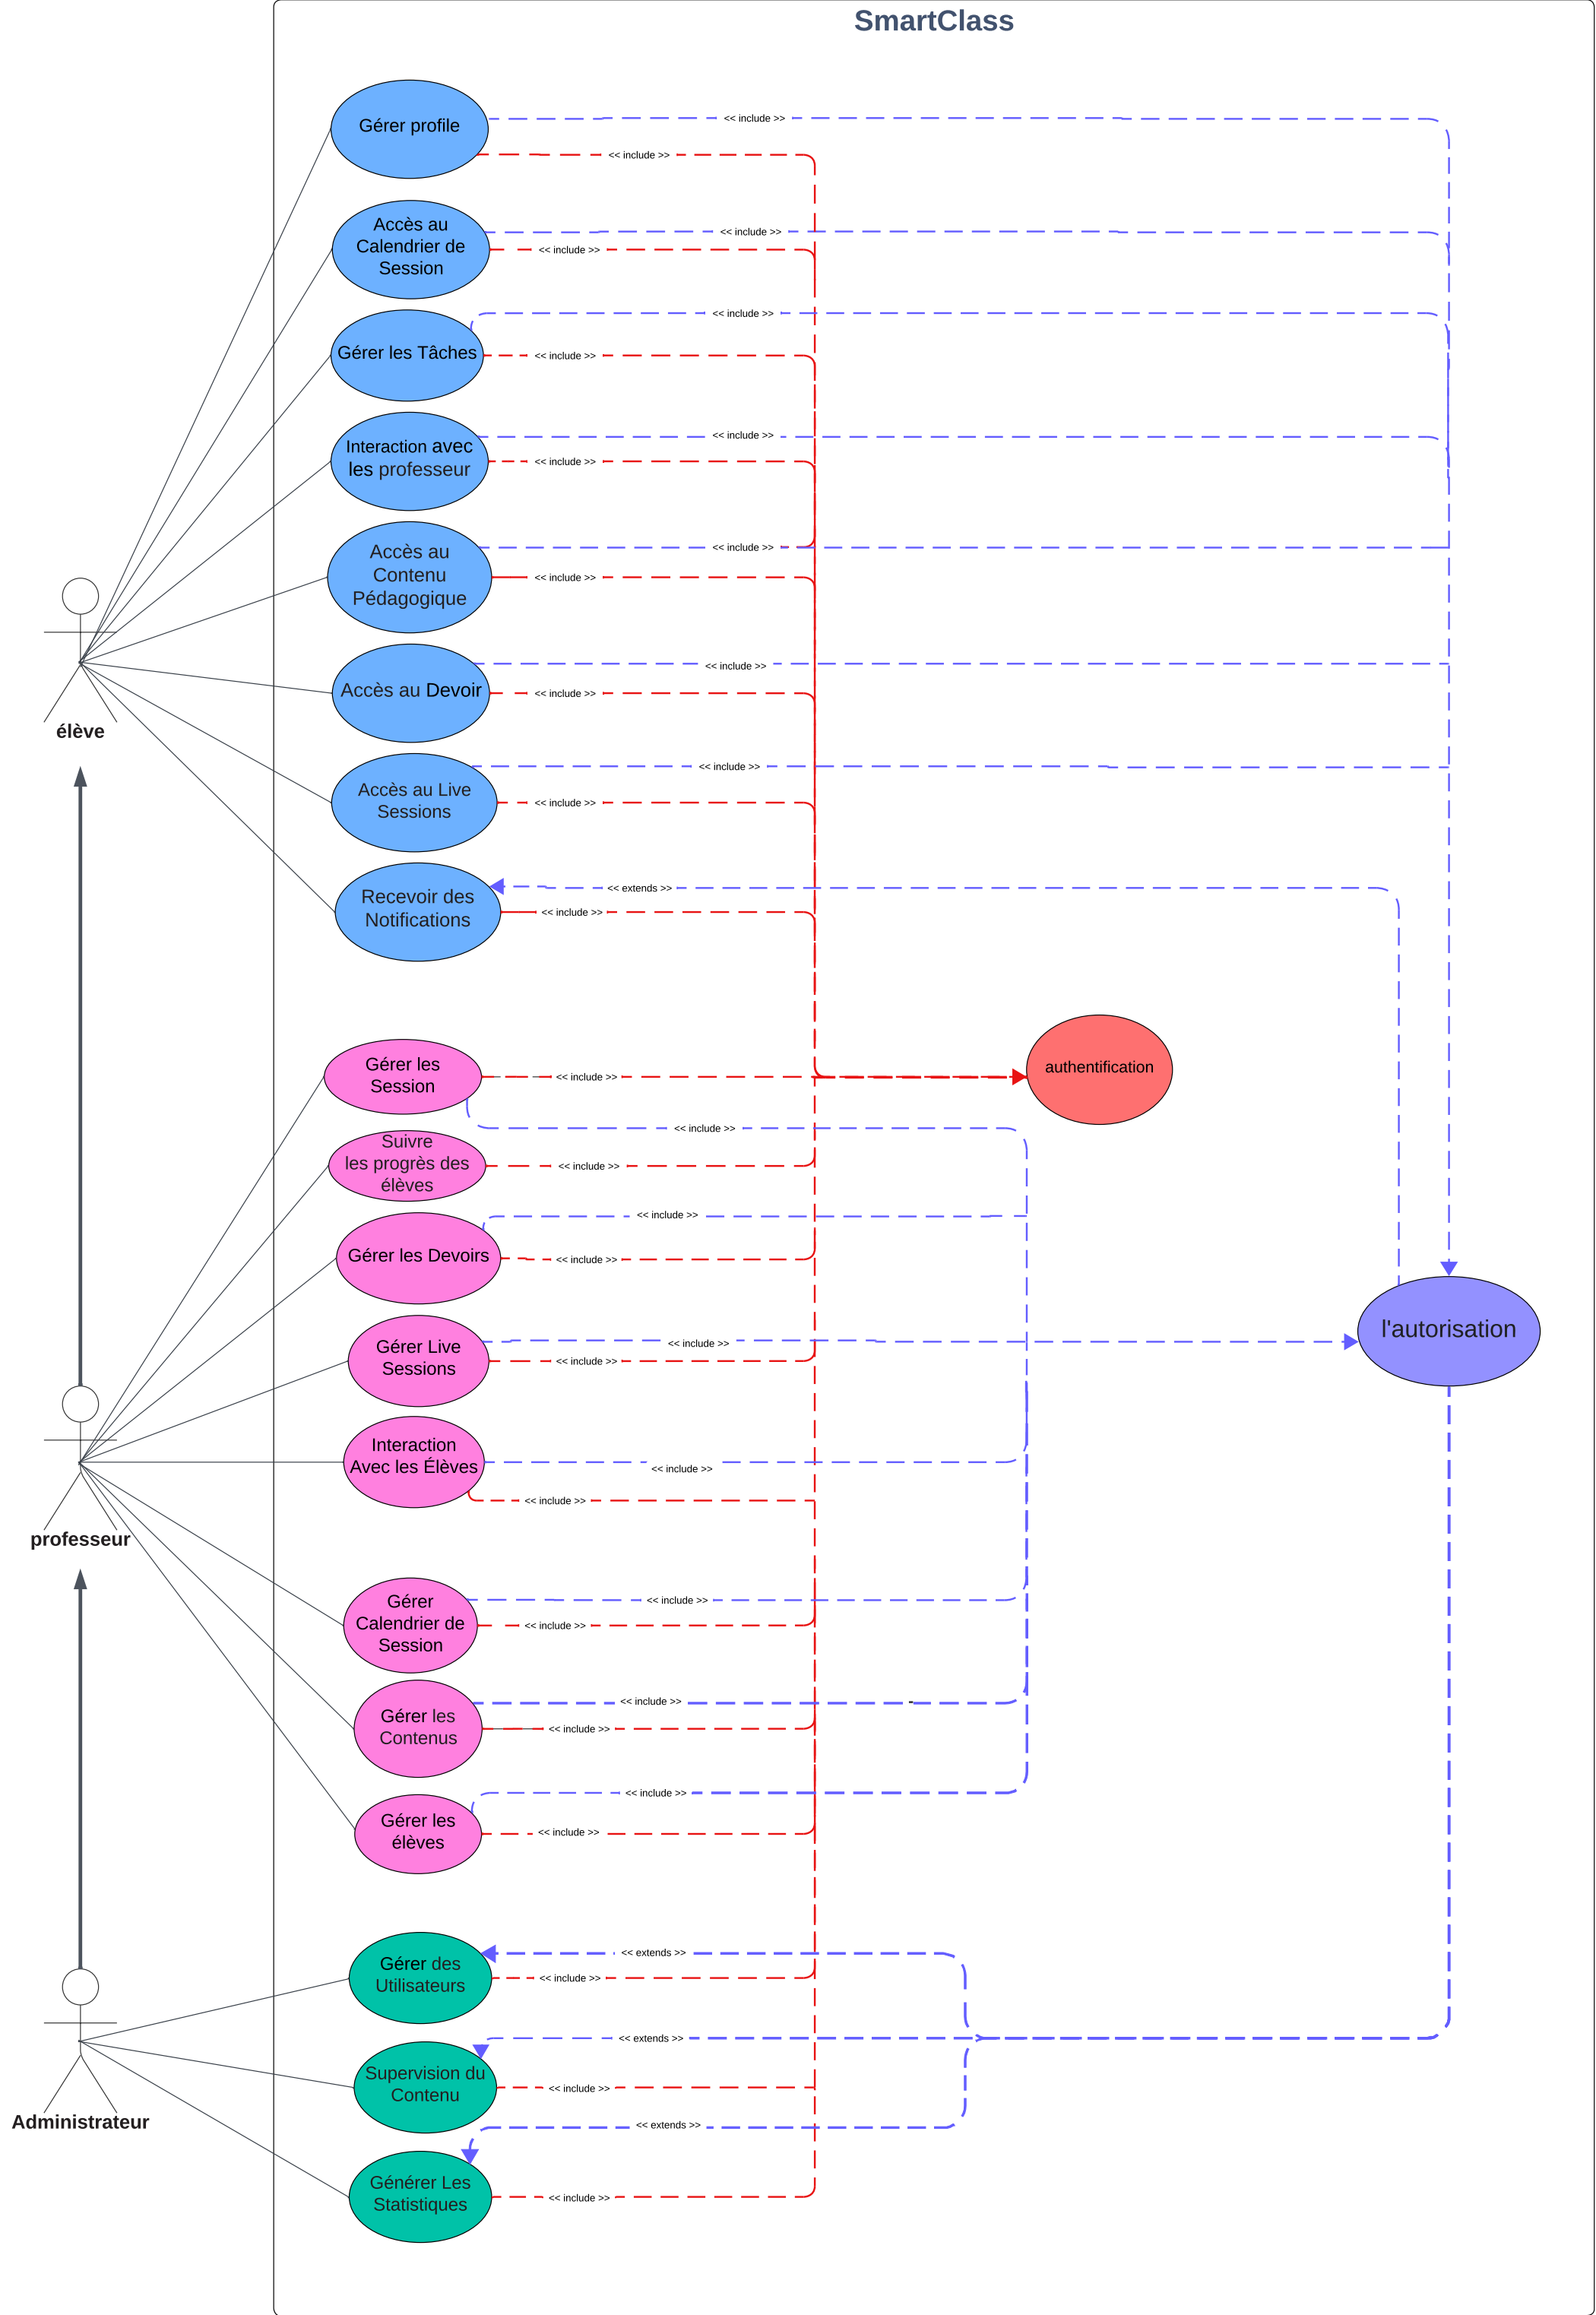 SmartClass
Gérer profile
<< include >>
<< include >>
Accès au
Calendrier de
Session
<< include >>
<< include >>
Gérer les Tâches
<< include >>
<< include >>
Interaction avec
les professeur
<< include >>
<< include >>
Accès au
Contenu
Pédagogique
<< include >>
<< include >>
élève
Accès au Devoir
<< include >>
<< include >>
Accès au Live
Sessions
<< include >>
<< include >>
Recevoir des
Notifications
<< extends >>
<< include >>
authentification
Gérer les
Session
<< include >>
<< include >>
Suivre
les progrès des
élèves
<< include >>
Gérer les Devoirs
<< include >>
<< include >>
l'autorisation
Gérer Live
Sessions
<< include >>
<< include >>
professeur
Interaction
Avec les Élèves
<< include >>
<< include >>
Gérer
Calendrier de
Session
<< include >>
<< include >>
Gérer les
Contenus
<< include >>
<< include >>
Gérer les
élèves
<< include >>
<< include >>
Gérer des
Utilisateurs
<< extends >>
<< include >>
Administrateur
Supervision du
Contenu
<< extends >>
<< include >>
Générer Les
Statistiques
<< extends >>
<< include >>